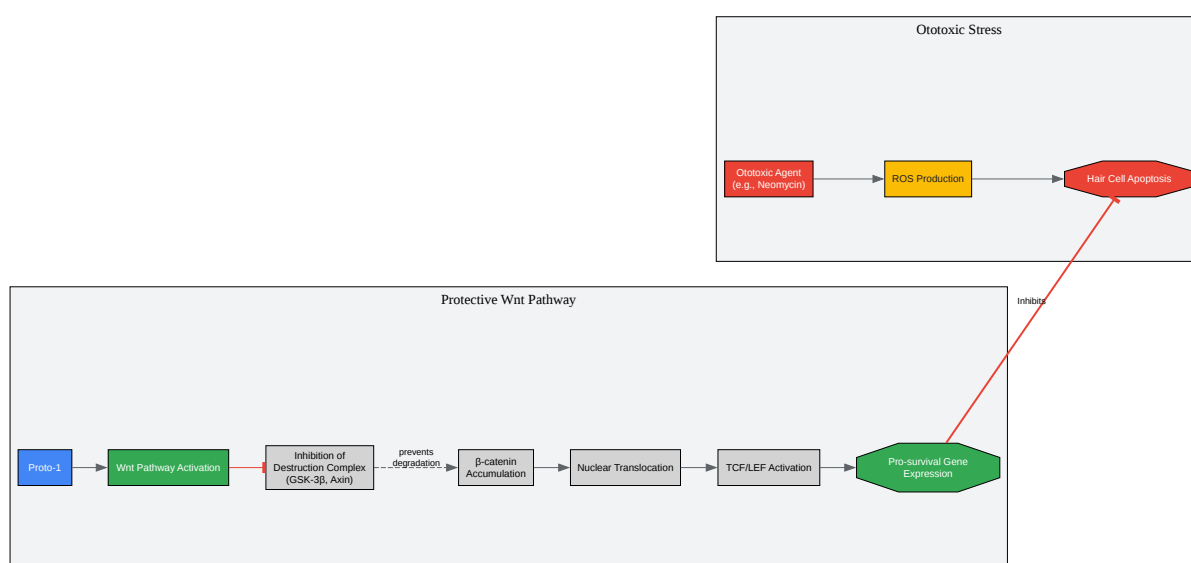 Ototoxic Stress
Ototoxic Agent
(e.g., Neomycin)
ROS Production
Hair Cell Apoptosis
Inhibits
Protective Wnt Pathway
Proto-1
Wnt Pathway Activation
Inhibition of
Destruction Complex
(GSK-3β, Axin)
prevents
degradation
β-catenin
Accumulation
Nuclear Translocation
TCF/LEF Activation
Pro-survival Gene
Expression